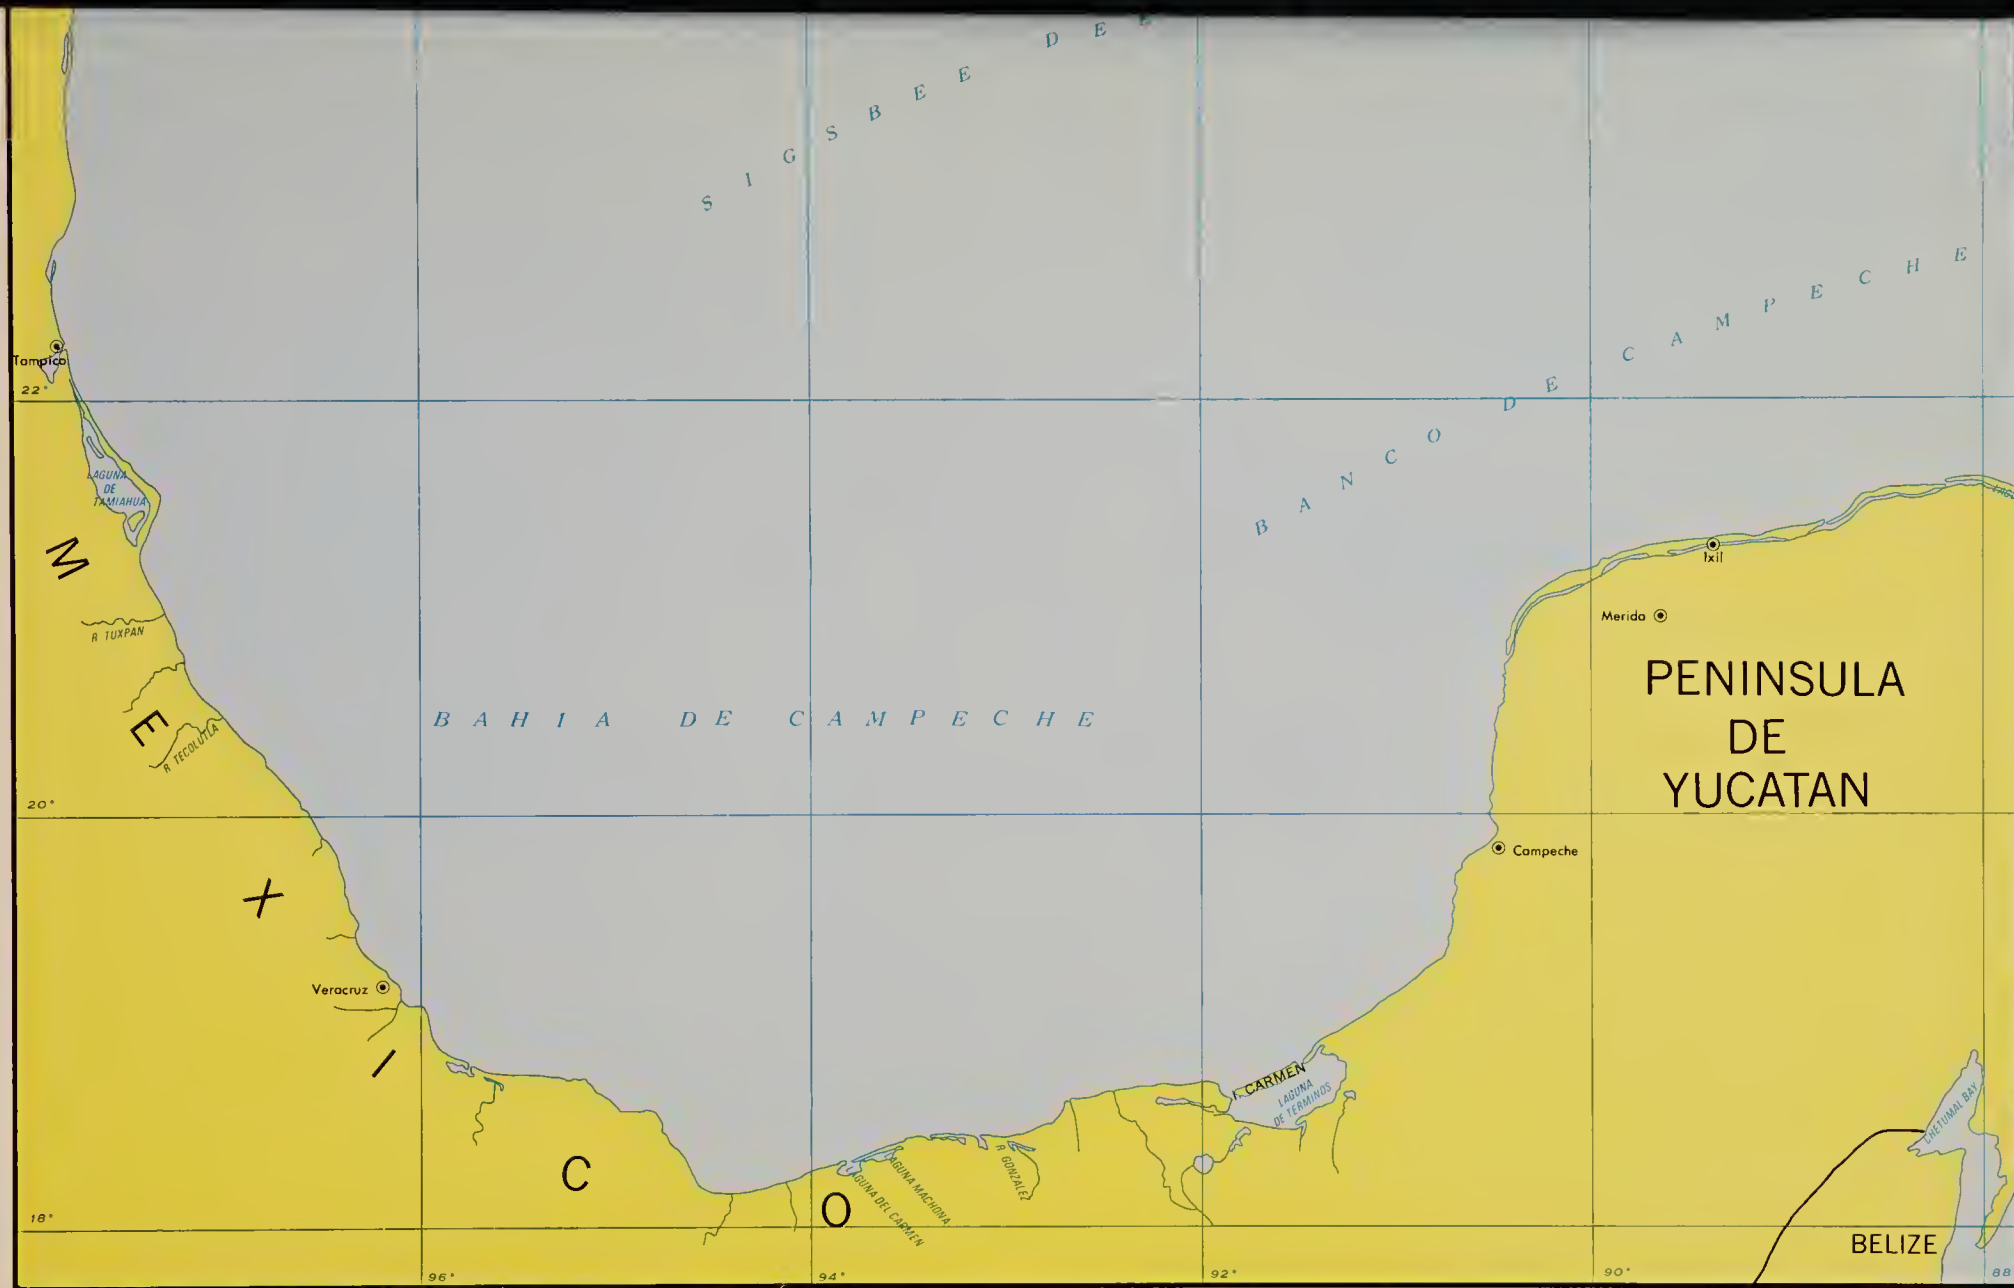 SIGSBEE DEE
BANCO DE CAMPECHE
Tampico
22°
LAGUNA
DE
TAMIAHUA
Ixil
Merida
R TUXPAN
PENINSULA
DE
YUCATAN
BAHIA DE CAMPECHE
R TECOLUTLA
20°
Campeche
MEXICO
Veracruz
I. CARMEN
LAGUNA
DE TERMINOS
CHETUMAL BAY
R GONZALEZ
LAGUNA MACHONA
LAGUNA DEL CARMEN
18°
BELIZE
96°
94°
92°
90°
88